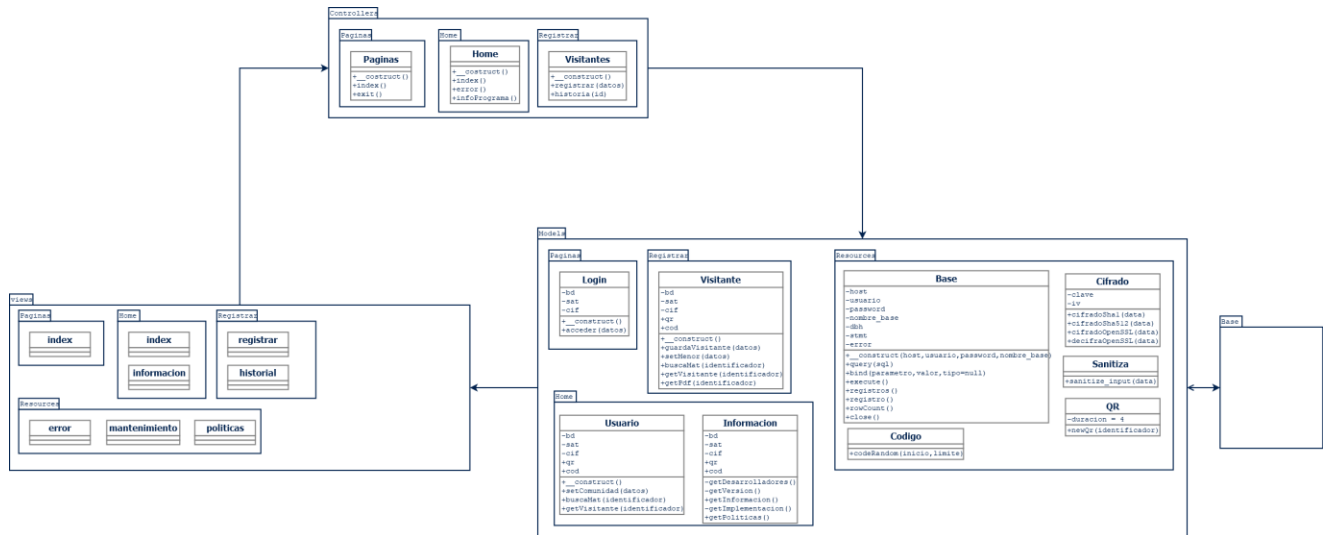 Controllers
Paginas
Paginas
+__costruct()
+index()
+exit()
Home
Home
+__costruct()
+index()
+error()
+infoPrograma()
Registrar
Visitantes
+__construct()
+registrar(datos)
+historia(id)
views
Paginas
index
Home
index
informacion
Registrar
registrar
historial
Resources
error
mantenimiento
politicas
Models
Paginas
Login
-bd
-sat
-cif
+__construct()
+acceder(datos)
Registrar
Visitante
-bd
-sat
-cif
+qr
+cod
+__construct()
+guardaVisitante(datos)
+setMenor(datos)
+buscaMat(identificador)
+getVisitante(identificador)
+getPdf(identificador)
Home
Usuario
-bd
-sat
-cif
+qr
+cod
+__construct()
+setComunidad(datos)
+buscaMat(identificador)
+getVisitante(identificador)
Informacion
-bd
-sat
-cif
+qr
+cod
-getDesarrolladores()
-getVersion()
+getInformacion()
-getImplementacion()
+getPoliticas()
Resources
Base
-host
-usuario
-password
-nombre_base
-dbh
-stmt
-error
+__construct(host,usuario,password,nombre_base)
+query(sql)
+bind(parametro,valor,tipo=null)
+execute()
+registros()
+registro()
+rowCount()
+close()
Codigo
+codeRandom(inicio,limite)
Cifrado
-clave
-iv
+cifradoSha1(data)
+cifradoSha512(data)
+cifradoOpenSSL(data)
+decifraOpenSSL(data)
Sanitiza
+sanitize_input(data)
QR
-durecion = 4
+newQr(identificador)
Base